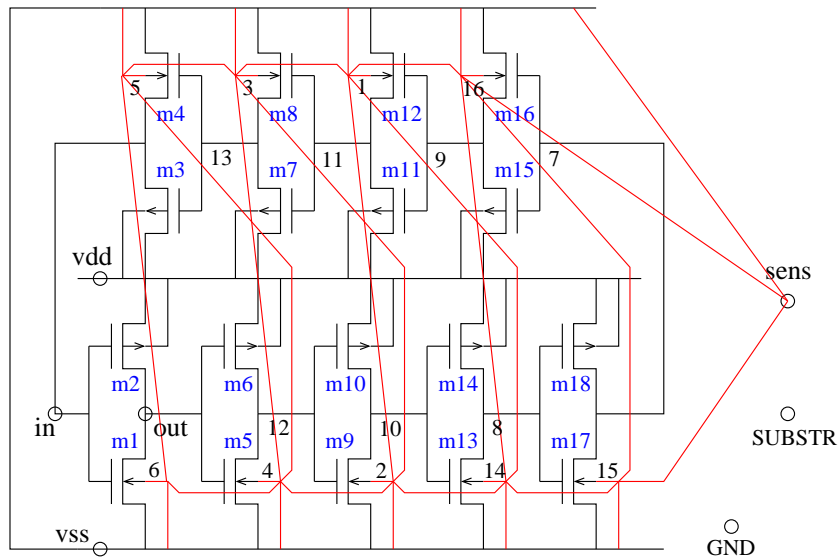 5 3 1 16
m4 m8 m12 m16
13 11 9 7
m3 m7 m11 m15
vdd sens
m2 m6 m10 m14 m18
in out 12 10 8 SUBSTR
m1 m5 m9 m13 m17
6 4 2 14 15
vss GND